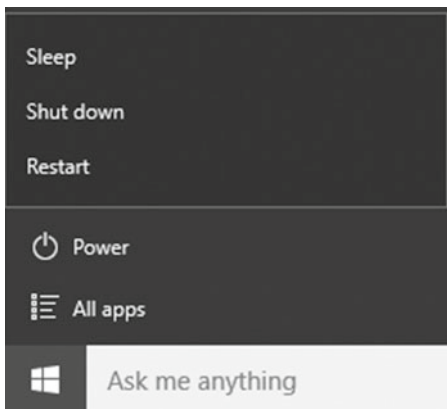 Sleep
Shut down
Restart
Power
All apps
Ask me anything